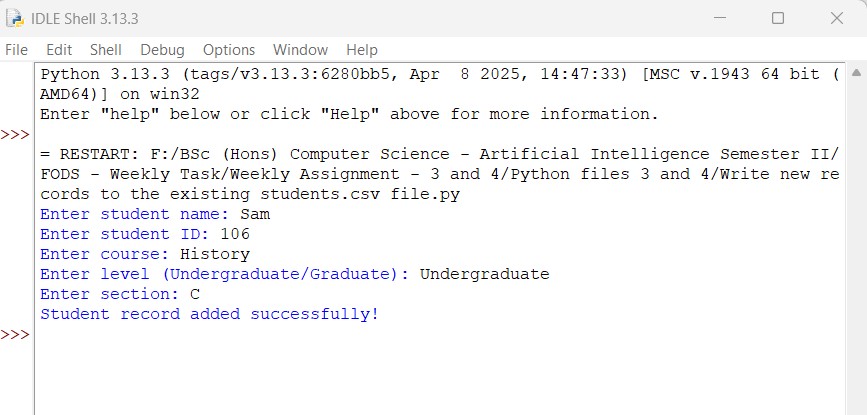 IDLE Shell 3.13.3
File Edit Shell Debug Options Window Help
Python 3.13.3 (tags/v3.13.3:6280bb5, Apr  8 2025, 14:47:33) [MSC v.1943 64 bit (
AMD64)] on win32
Enter "help" below or click "Help" above for more information.
>>>
= RESTART: F:/BSc (Hons) Computer Science - Artificial Intelligence Semester II/
FODS - Weekly Task/Weekly Assignment - 3 and 4/Python files 3 and 4/Write new re
cords to the existing students.csv file.py
Enter student name: Sam
Enter student ID: 106
Enter course: History
Enter level (Undergraduate/Graduate): Undergraduate
Enter section: C
Student record added successfully!
>>>